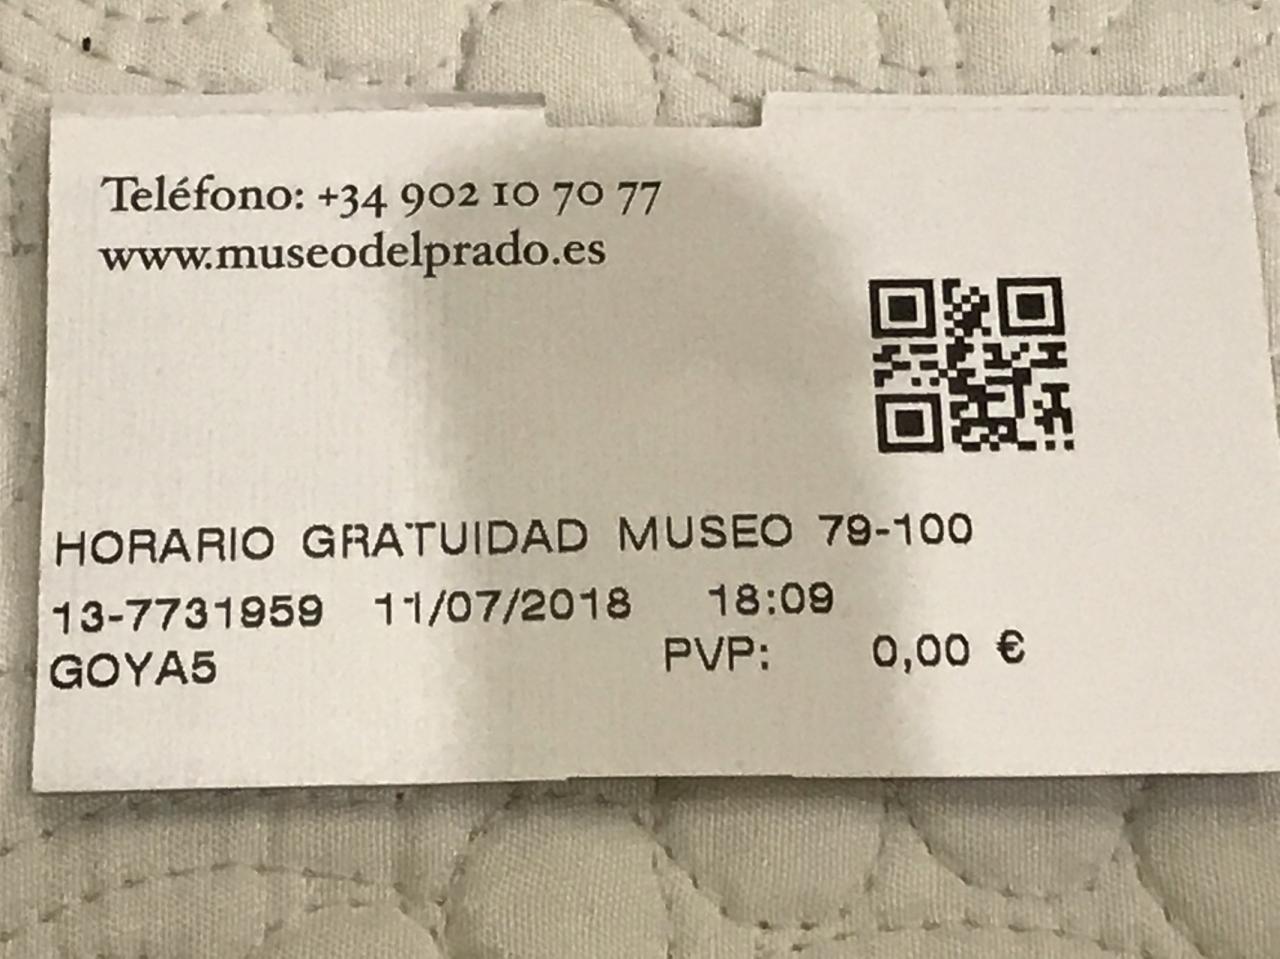 Teléfono: +34 902 10 70 77
www.museodelprado.es
HORARIO GRATUIDAD MUSEO 79-100
13-7731959 11/07/2018 18:09
GOYA5 PVP: 0,00 €